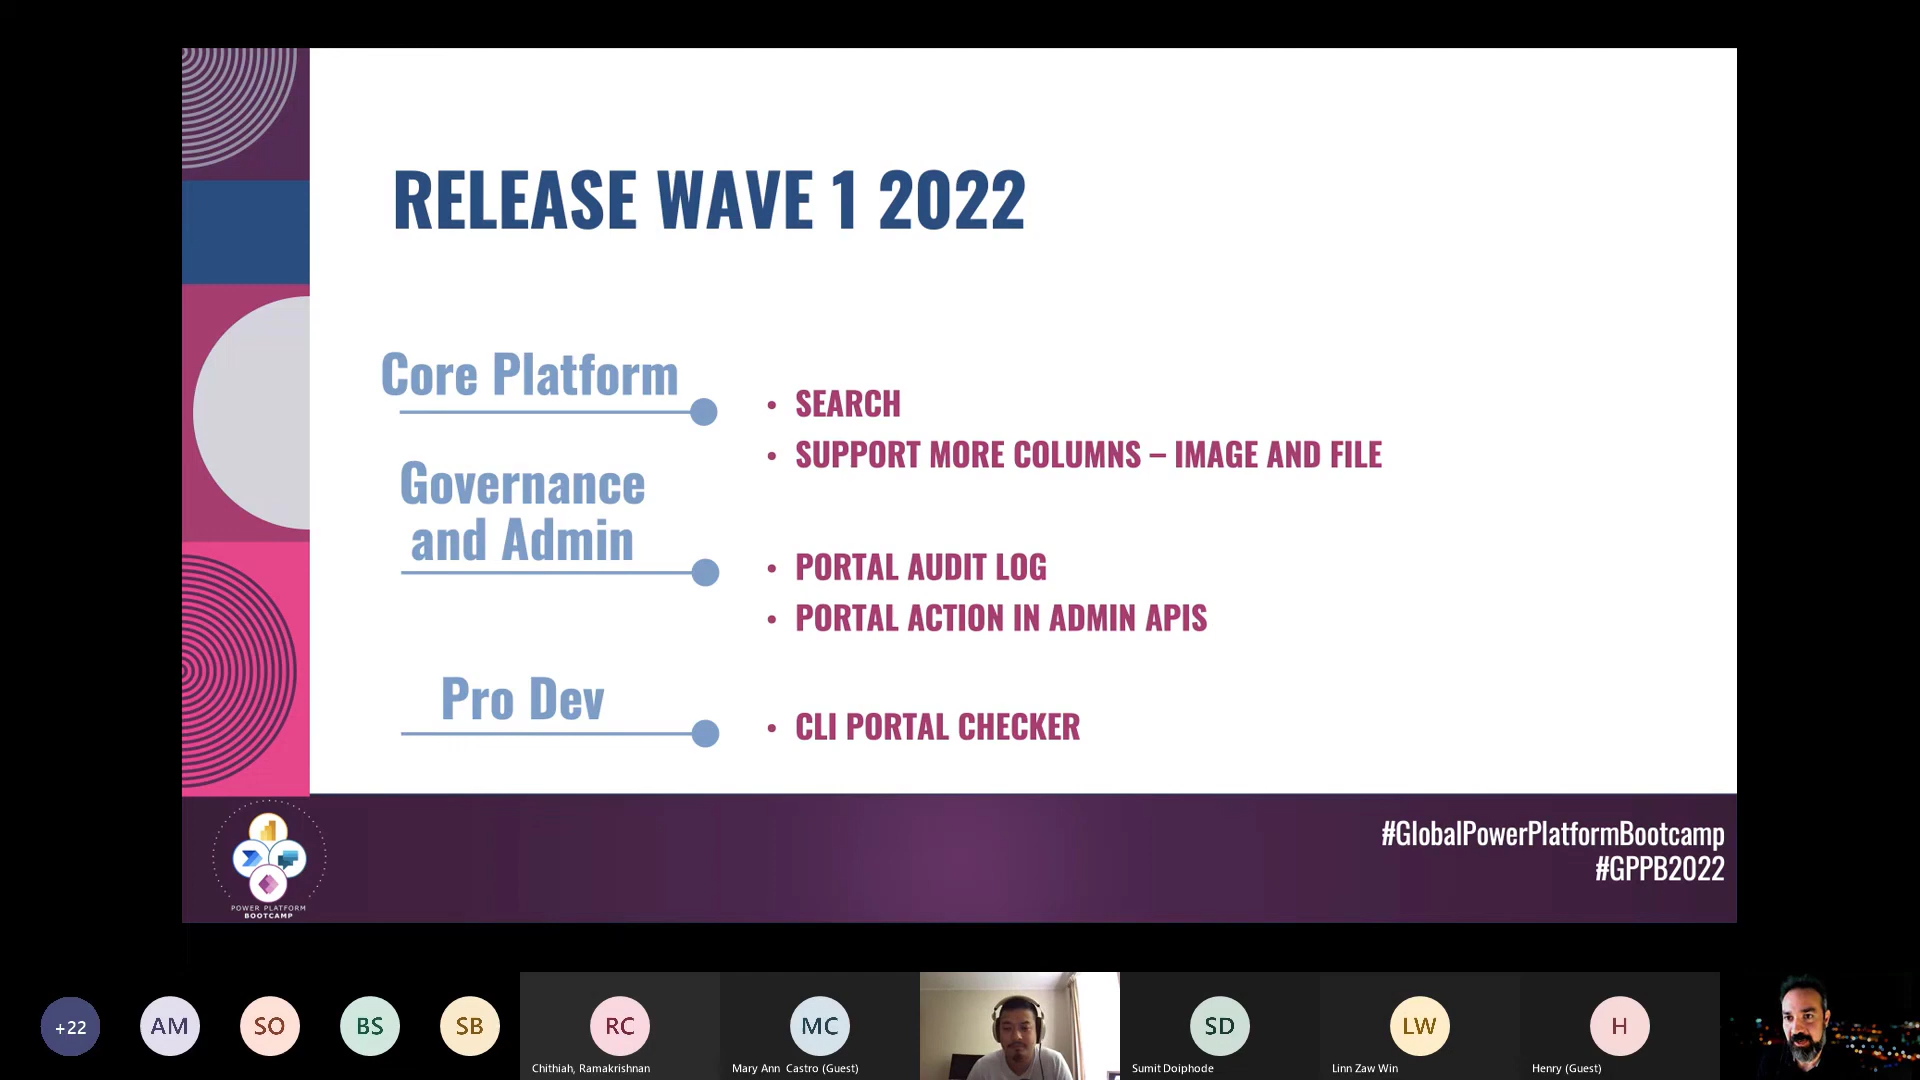 RELEASE WAVE 1 2022
Core Platform
• SEARCH
• SUPPORT MORE COLUMNS – IMAGE AND FILE
Governance
and Admin
• PORTAL AUDIT LOG
• PORTAL ACTION IN ADMIN APIS
Pro Dev
• CLI PORTAL CHECKER
#GlobalPowerPlatformBootcamp
#GPPB2022
POWER PLATFORM
BOOTCAMP
+22
AM
SO
BS
SB
RC
Chithiah, Ramakrishnan
MC
Mary Ann Castro (Guest)
SD
Sumit Doiphode
LW
Linn Zaw Win
H
Henry (Guest)